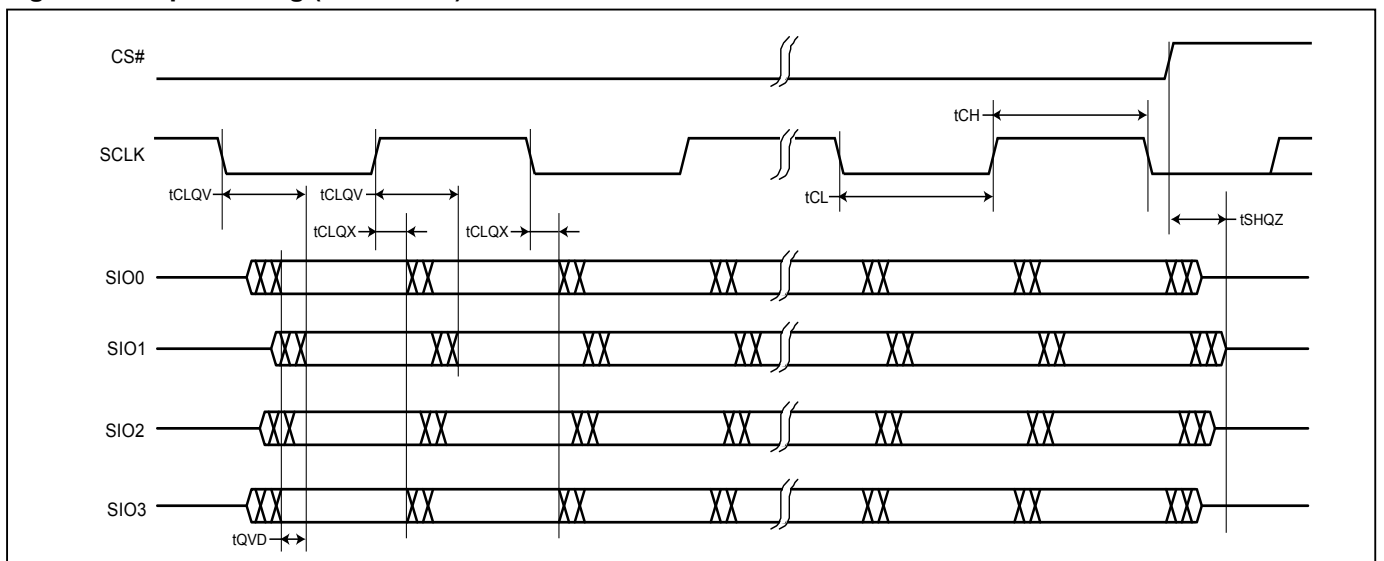 CS#
tCH
SCLK
tCLQV
tCLQV
tCL
tCLQX
tCLQX
tSHQZ
SIO0
SIO1
SIO2
SIO3
tQVD